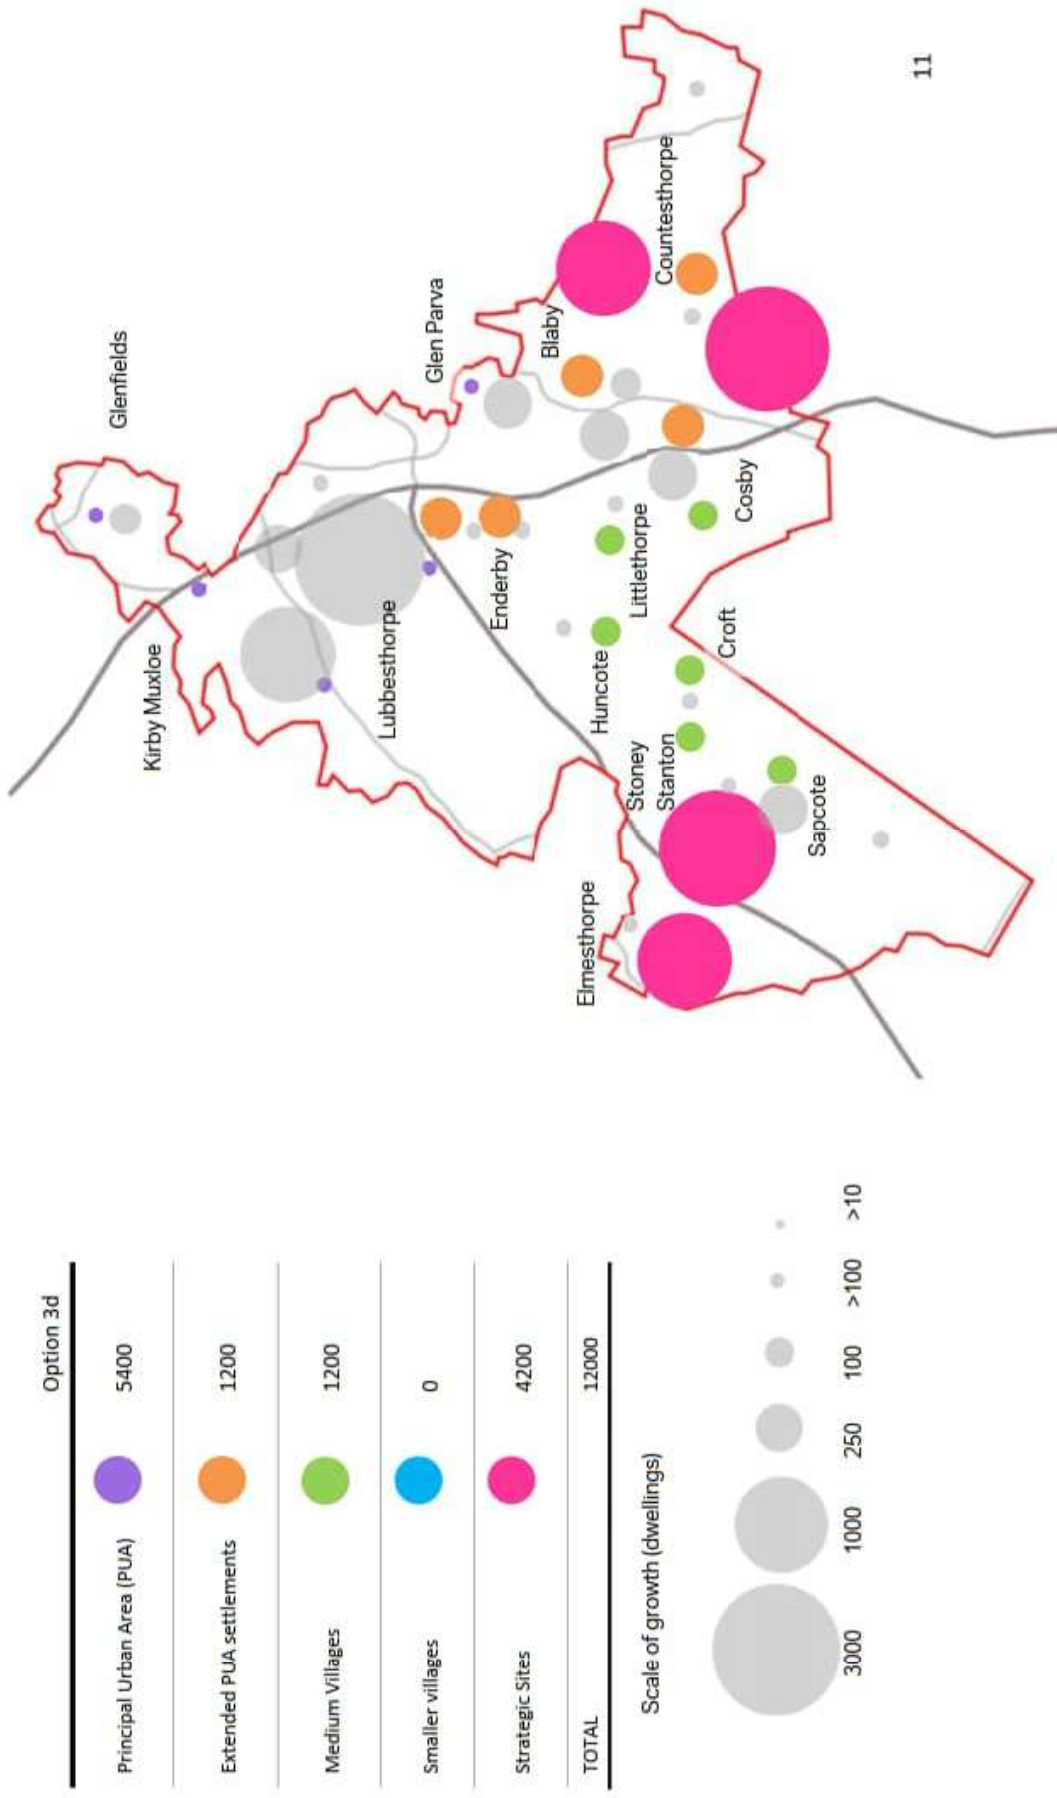 Option 3d
Principal Urban Area (PUA) 5400
Extended PUA settlements 1200
Medium Villages 1200
Smaller villages 0
Strategic Sites 4200
TOTAL 12000
Scale of growth (dwellings)
3000 1000 250 100 >100 >10
Glenfields
Kirby Muxloe
Glen Parva
Lubbesthorpe
Enderby
Blaby
Countesthorpe
Elmesthorpe
Huncote
Littlethorpe
Stoney
Stanton
Croft
Cosby
Sapcote
11